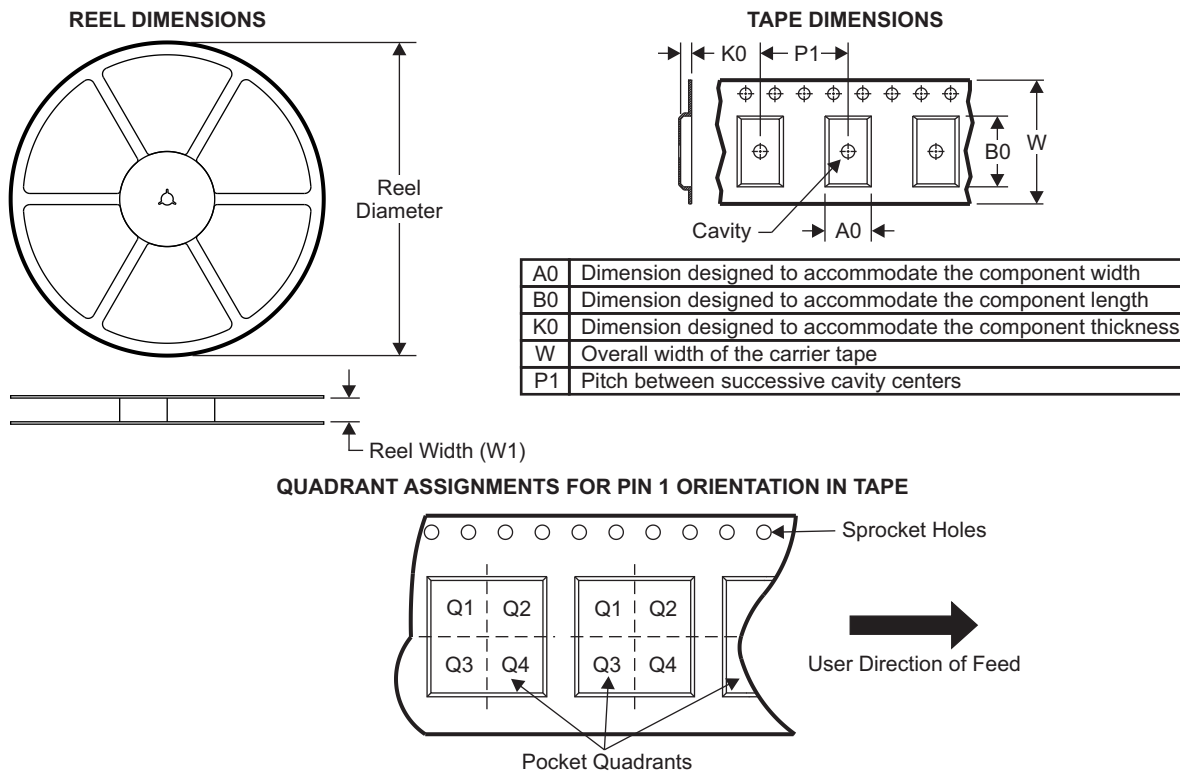 REEL DIMENSIONS
Reel
Diameter
Reel Width (W1)
TAPE DIMENSIONS
K0
P1
B0
W
Cavity
A0
A0 Dimension designed to accommodate the component width
B0 Dimension designed to accommodate the component length
K0 Dimension designed to accommodate the component thickness
W Overall width of the carrier tape
P1 Pitch between successive cavity centers
QUADRANT ASSIGNMENTS FOR PIN 1 ORIENTATION IN TAPE
Sprocket Holes
Q1 Q2 Q1 Q2
Q3 Q4 Q3 Q4
User Direction of Feed
Pocket Quadrants